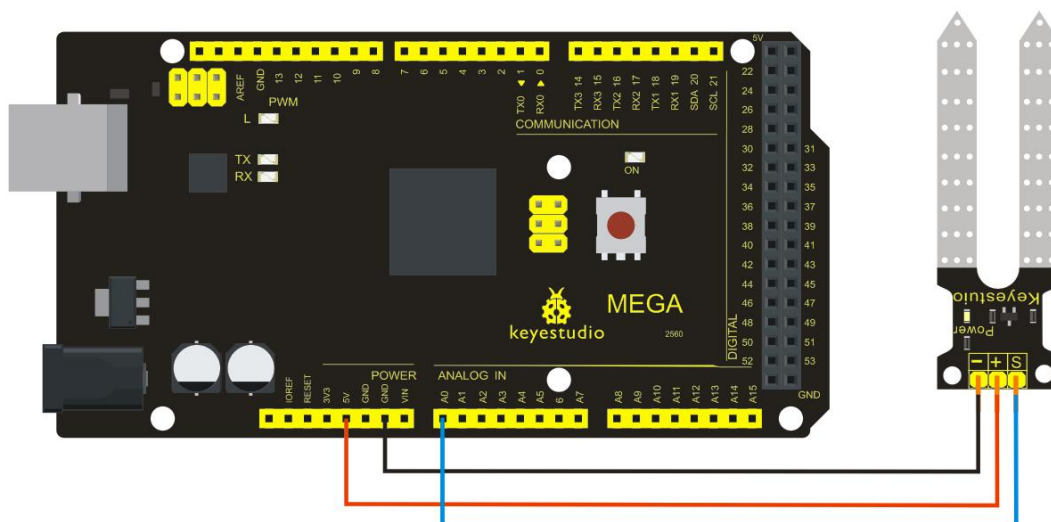 5V
AREF
GND
13
12
11
10
9
8
7
6
5
4
3
2
TX0 ◄ 1
RX0 ► 0
TX3 14
RX3 15
TX2 16
RX2 17
TX1 18
RX1 19
SDA 20
SCL 21
PWM
L
COMMUNICATION
TX
RX
ON
22
24
26
28
30 31
32 33
34 35
36 37
38 39
40 41
42 43
44 45
46 47
48 49
50 51
52 53
GND
DIGITAL
MEGA
2560
keyestudio
POWER
ANALOG IN
IOREF
RESET
3V3
5V
GND
GND
VIN
A0
A1
A2
A3
A4
A5
6
A7
A8
A9
A10
A11
A12
A13
A14
A15
Keyestuio
Power
- + S